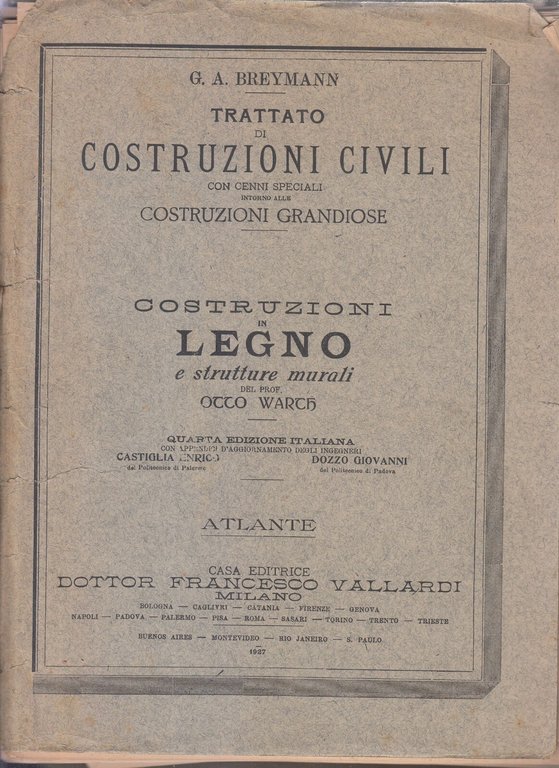 G. A. BREYMANN
TRATTATO
DI
COSTRUZIONI CIVILI
CON CENNI SPECIALI
INTORNO ALLE
COSTRUZIONI GRANDIOSE
COSTRUZIONI
IN
LEGNO
e strutture murali
DEL PROF.
OTTO WARTH
QUARTA EDIZIONE ITALIANA
CON APPENDICI D'AGGIORNAMENTO DEGLI INGEGNERI
CASTIGLIA ENRICO DOZZO GIOVANNI
del Politecnico di Palermo del Politecnico di Padova
ATLANTE
CASA EDITRICE
DOTTOR FRANCESCO VALLARDI
MILANO
BOLOGNA — CAGLIARI — CATANIA — FIRENZE — GENOVA
NAPOLI — PADOVA — PALERMO — PISA — ROMA — SASARI — TORINO — TRENTO — TRIESTE
BUENOS AIRES — MONTEVIDEO — RIO JANEIRO — S. PAULO
1927